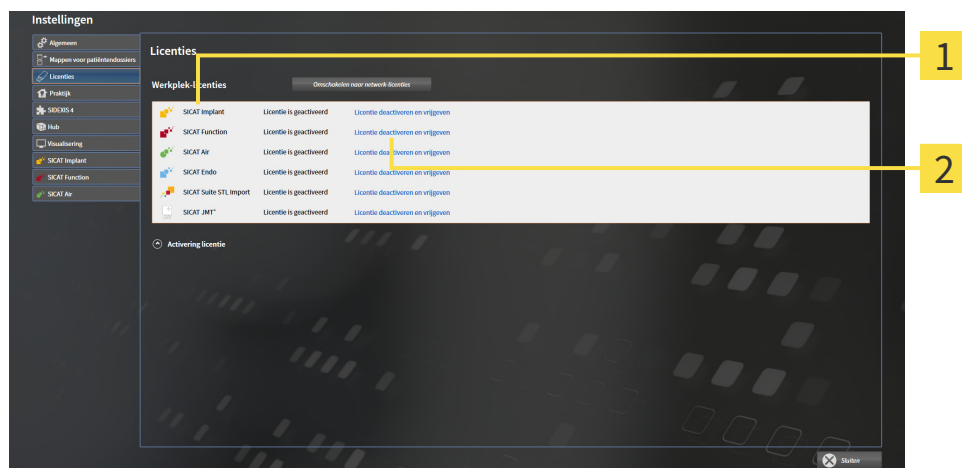 Instellingen
Algemeen
Mappen voor patiëntendossiers
Licenties
Praktijk
SIDEXIS 4
Hub
Visualisering
SICAT Implant
SICAT Function
SICAT Air
Licenties
Werkplek-licenties Omschakelen naar netwerk-licenties
SICAT Implant Licentie is geactiveerd Licentie deactiveren en vrijgeven
SICAT Function Licentie is geactiveerd Licentie deactiveren en vrijgeven
SICAT Air Licentie is geactiveerd Licentie deactiveren en vrijgeven
SICAT Endo Licentie is geactiveerd Licentie deactiveren en vrijgeven
SICAT Suite STL Import Licentie is geactiveerd Licentie deactiveren en vrijgeven
SICAT JMT⁺ Licentie is geactiveerd Licentie deactiveren en vrijgeven
Activering licentie
Sluiten
1
2